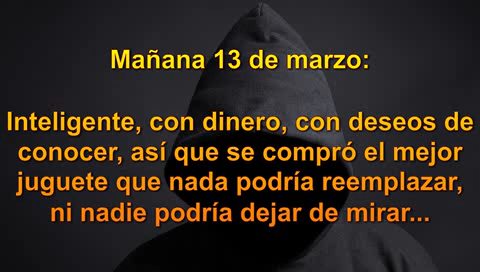 Mañana 13 de marzo:
Inteligente, con dinero, con deseos de
conocer, así que se compró el mejor
juguete que nada podría reemplazar,
ni nadie podría dejar de mirar...